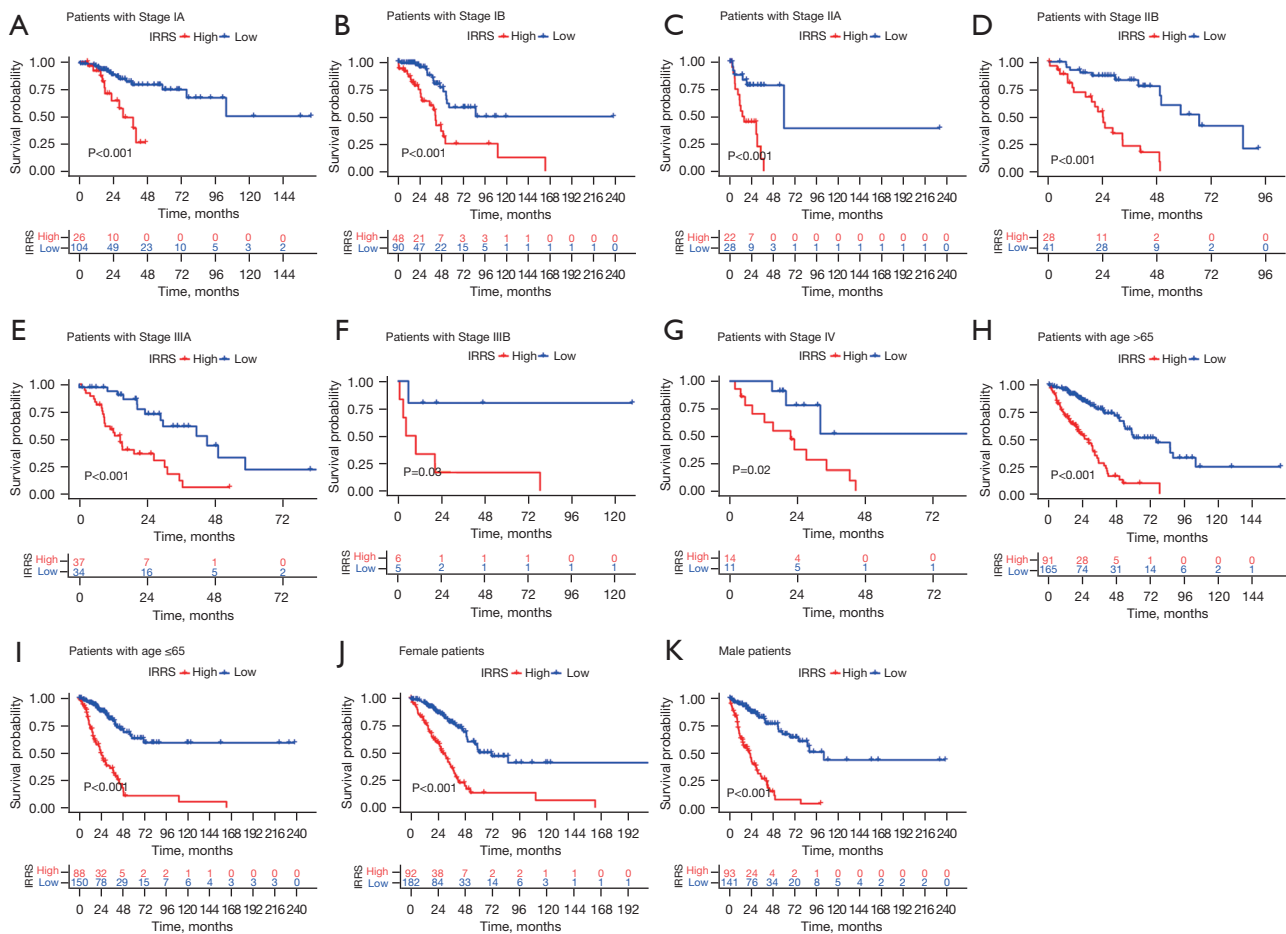 A
Patients with Stage IA
IRRS High Low
Survival probability
1.00
0.75
0.50
0.25
0.00
P<0.001
0 24 48 72 96 120 144
Time, months
IRRS
High 26 10 0 0 0 0 0
Low 104 49 23 10 5 3 2
0 24 48 72 96 120 144
Time, months
B
Patients with Stage IB
IRRS High Low
Survival probability
1.00
0.75
0.50
0.25
0.00
P<0.001
0 24 48 72 96 120 144 168 192 216 240
Time, months
IRRS
High 48 21 7 3 3 1 1 0 0 0 0
Low 90 47 22 15 5 1 1 1 1 1 0
0 24 48 72 96 120 144 168 192 216 240
Time, months
C
Patients with Stage IIA
IRRS High Low
Survival probability
1.00
0.75
0.50
0.25
0.00
P<0.001
0 24 48 72 96 120 144 168 192 216 240
Time, months
IRRS
High 22 7 0 0 0 0 0 0 0 0 0
Low 28 9 3 1 1 1 1 1 1 1 0
0 24 48 72 96 120 144 168 192 216 240
Time, months
D
Patients with Stage IIB
IRRS High Low
Survival probability
1.00
0.75
0.50
0.25
0.00
P<0.001
0 24 48 72 96
Time, months
IRRS
High 28 11 2 0 0
Low 41 28 9 2 0
0 24 48 72 96
Time, months
E
Patients with Stage IIIA
IRRS High Low
Survival probability
1.00
0.75
0.50
0.25
0.00
P<0.001
0 24 48 72
Time, months
IRRS
High 37 7 1 0
Low 34 16 5 2
0 24 48 72
Time, months
F
Patients with Stage IIIB
IRRS High Low
Survival probability
1.00
0.75
0.50
0.25
0.00
P=0.03
0 24 48 72 96 120
Time, months
IRRS
High 6 1 1 1 0 0
Low 5 2 1 1 1 1
0 24 48 72 96 120
Time, months
G
Patients with Stage IV
IRRS High Low
Survival probability
1.00
0.75
0.50
0.25
0.00
P=0.02
0 24 48 72
Time, months
IRRS
High 14 4 0 0
Low 11 5 1 1
0 24 48 72
Time, months
H
Patients with age >65
IRRS High Low
Survival probability
1.00
0.75
0.50
0.25
0.00
P<0.001
0 24 48 72 96 120 144
Time, months
IRRS
High 91 28 5 1 0 0 0
Low 165 74 31 14 6 2 1
0 24 48 72 96 120 144
Time, months
I
Patients with age ≤65
IRRS High Low
Survival probability
1.00
0.75
0.50
0.25
0.00
P<0.001
0 24 48 72 96 120 144 168 192 216 240
Time, months
IRRS
High 88 32 5 2 2 1 1 0 0 0 0
Low 150 78 29 15 7 6 4 3 3 3 0
0 24 48 72 96 120 144 168 192 216 240
Time, months
J
Female patients
IRRS High Low
Survival probability
1.00
0.75
0.50
0.25
0.00
P<0.001
0 24 48 72 96 120 144 168 192
Time, months
IRRS
High 92 38 7 2 2 1 1 0 0
Low 182 84 33 14 6 3 1 1 1
0 24 48 72 96 120 144 168 192
Time, months
K
Male patients
IRRS High Low
Survival probability
1.00
0.75
0.50
0.25
0.00
P<0.001
0 24 48 72 96 120 144 168 192 216 240
Time, months
IRRS
High 93 24 4 2 1 0 0 0 0 0 0
Low 141 76 34 20 8 5 4 2 2 2 0
0 24 48 72 96 120 144 168 192 216 240
Time, months